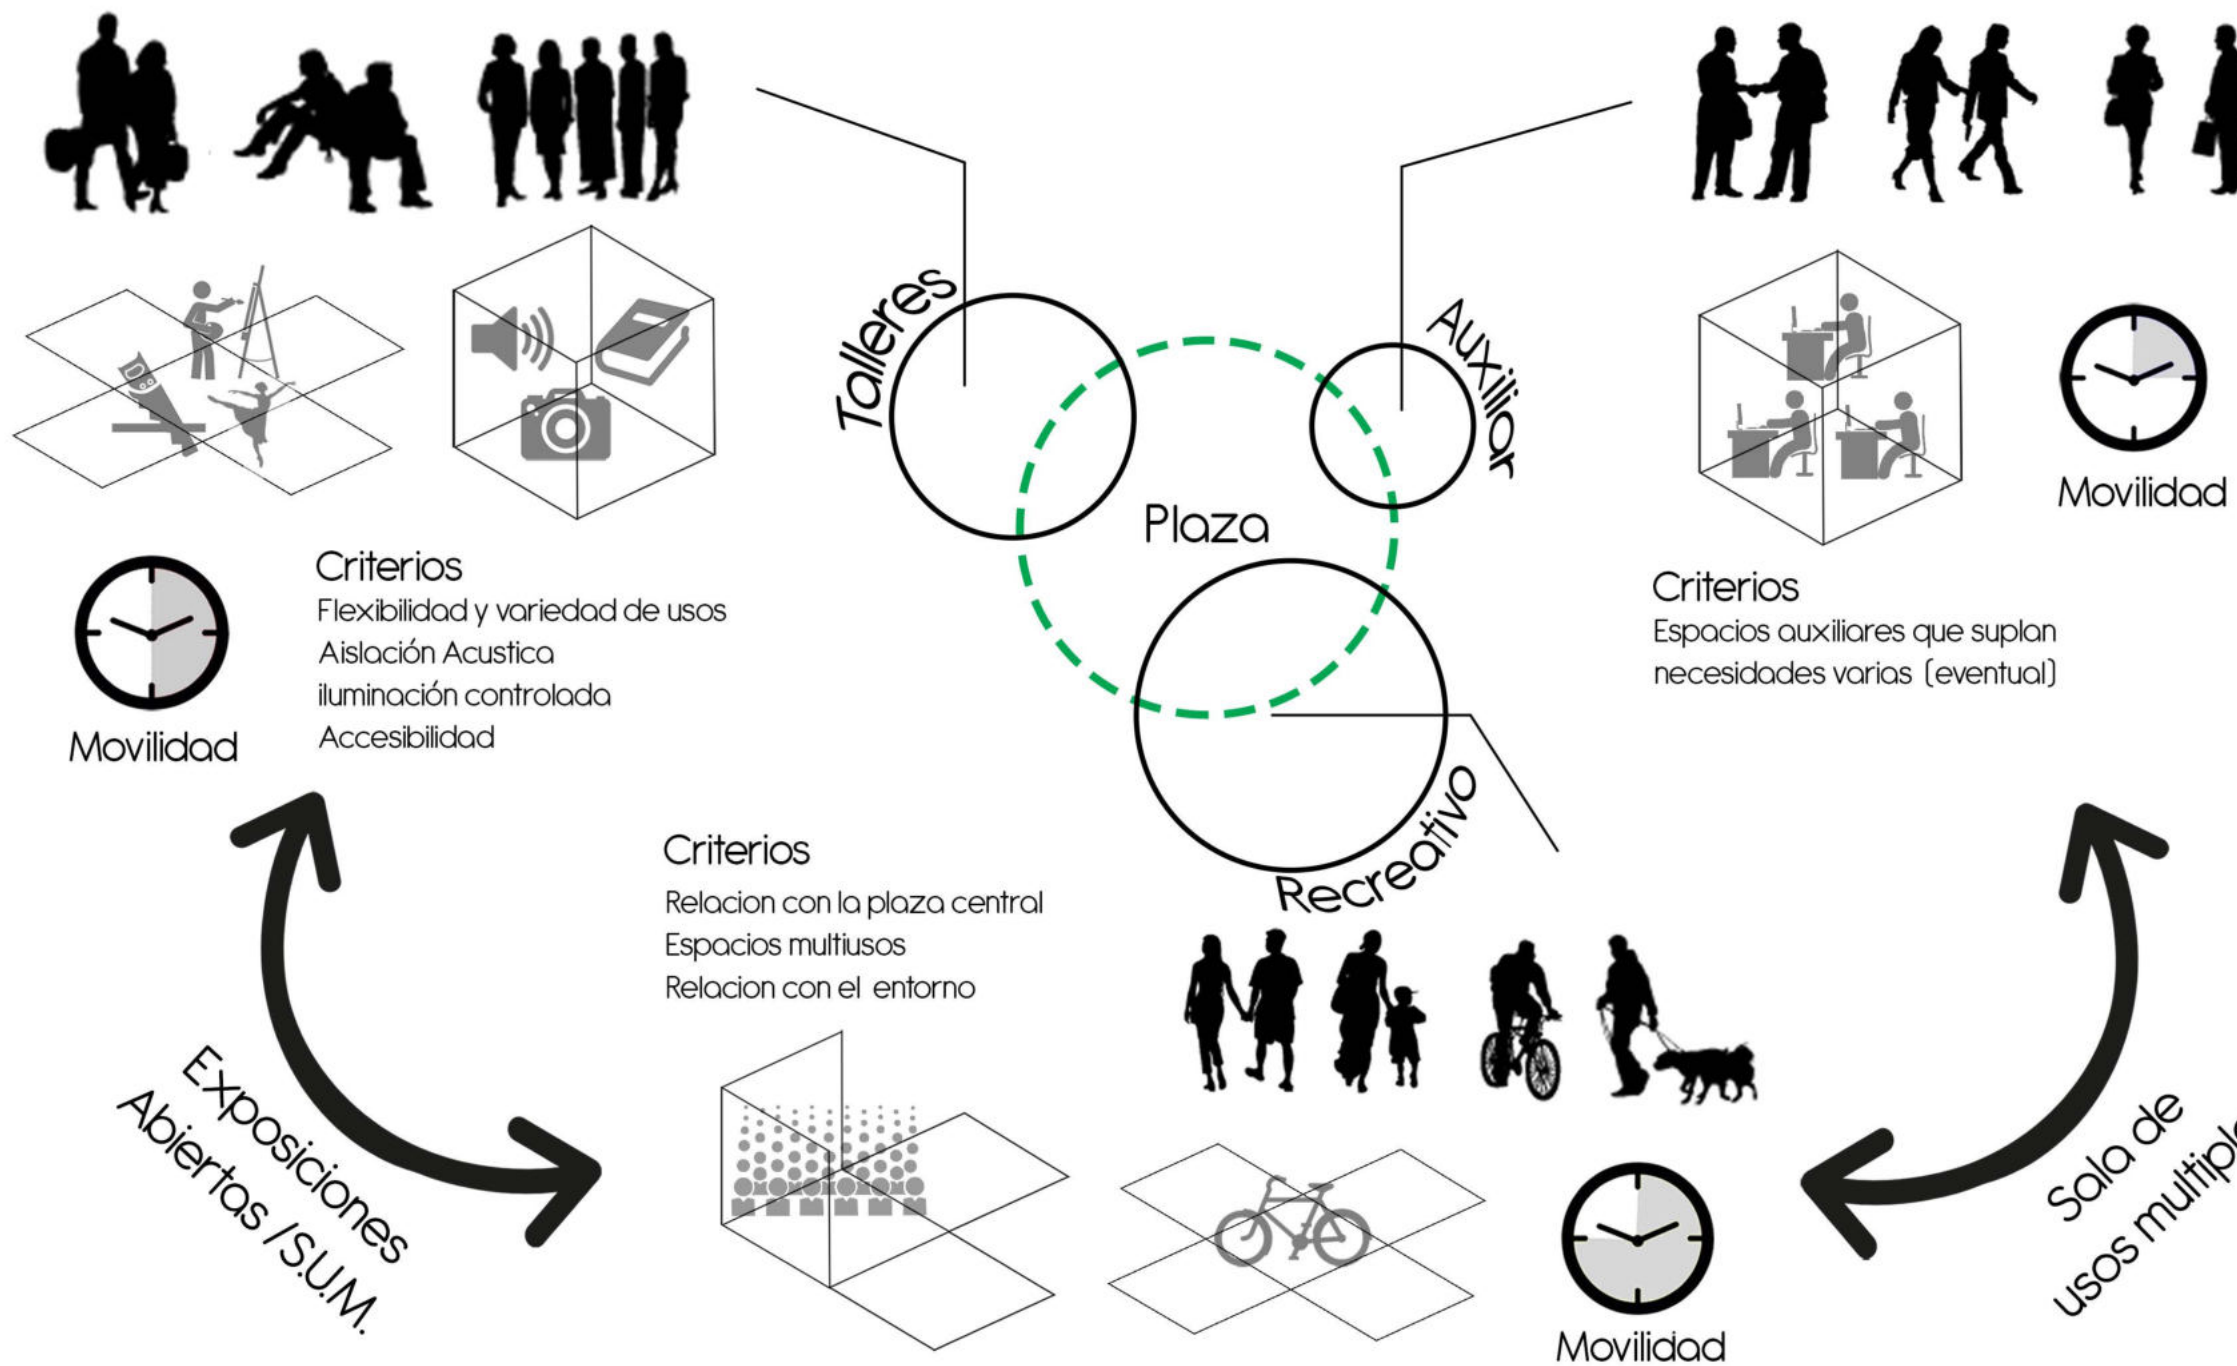 Talleres
Auxiliar
Plaza
Recreativo
Movilidad
Criterios
Flexibilidad y variedad de usos
Aislación Acustica
iluminación controlada
Accesibilidad
Movilidad
Criterios
Espacios auxiliares que suplan
necesidades varias (eventual)
Criterios
Relacion con la plaza central
Espacios multiusos
Relacion con el entorno
Exposiciones
Abiertas /S.U.M.
Sala de
usos
Movilidad